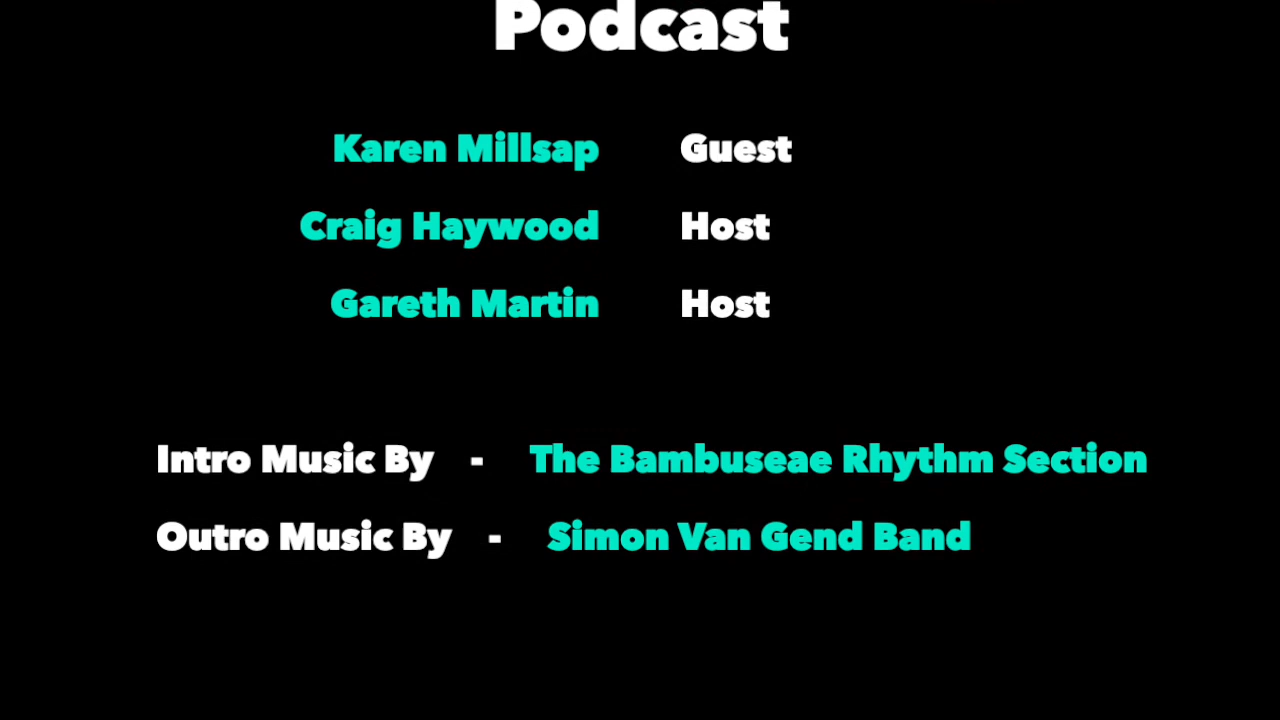 Podcast
Karen Millsap Guest
Craig Haywood Host
Gareth Martin Host
Intro Music By - The Bambuseae Rhythm Section
Outro Music By - Simon Van Gend Band